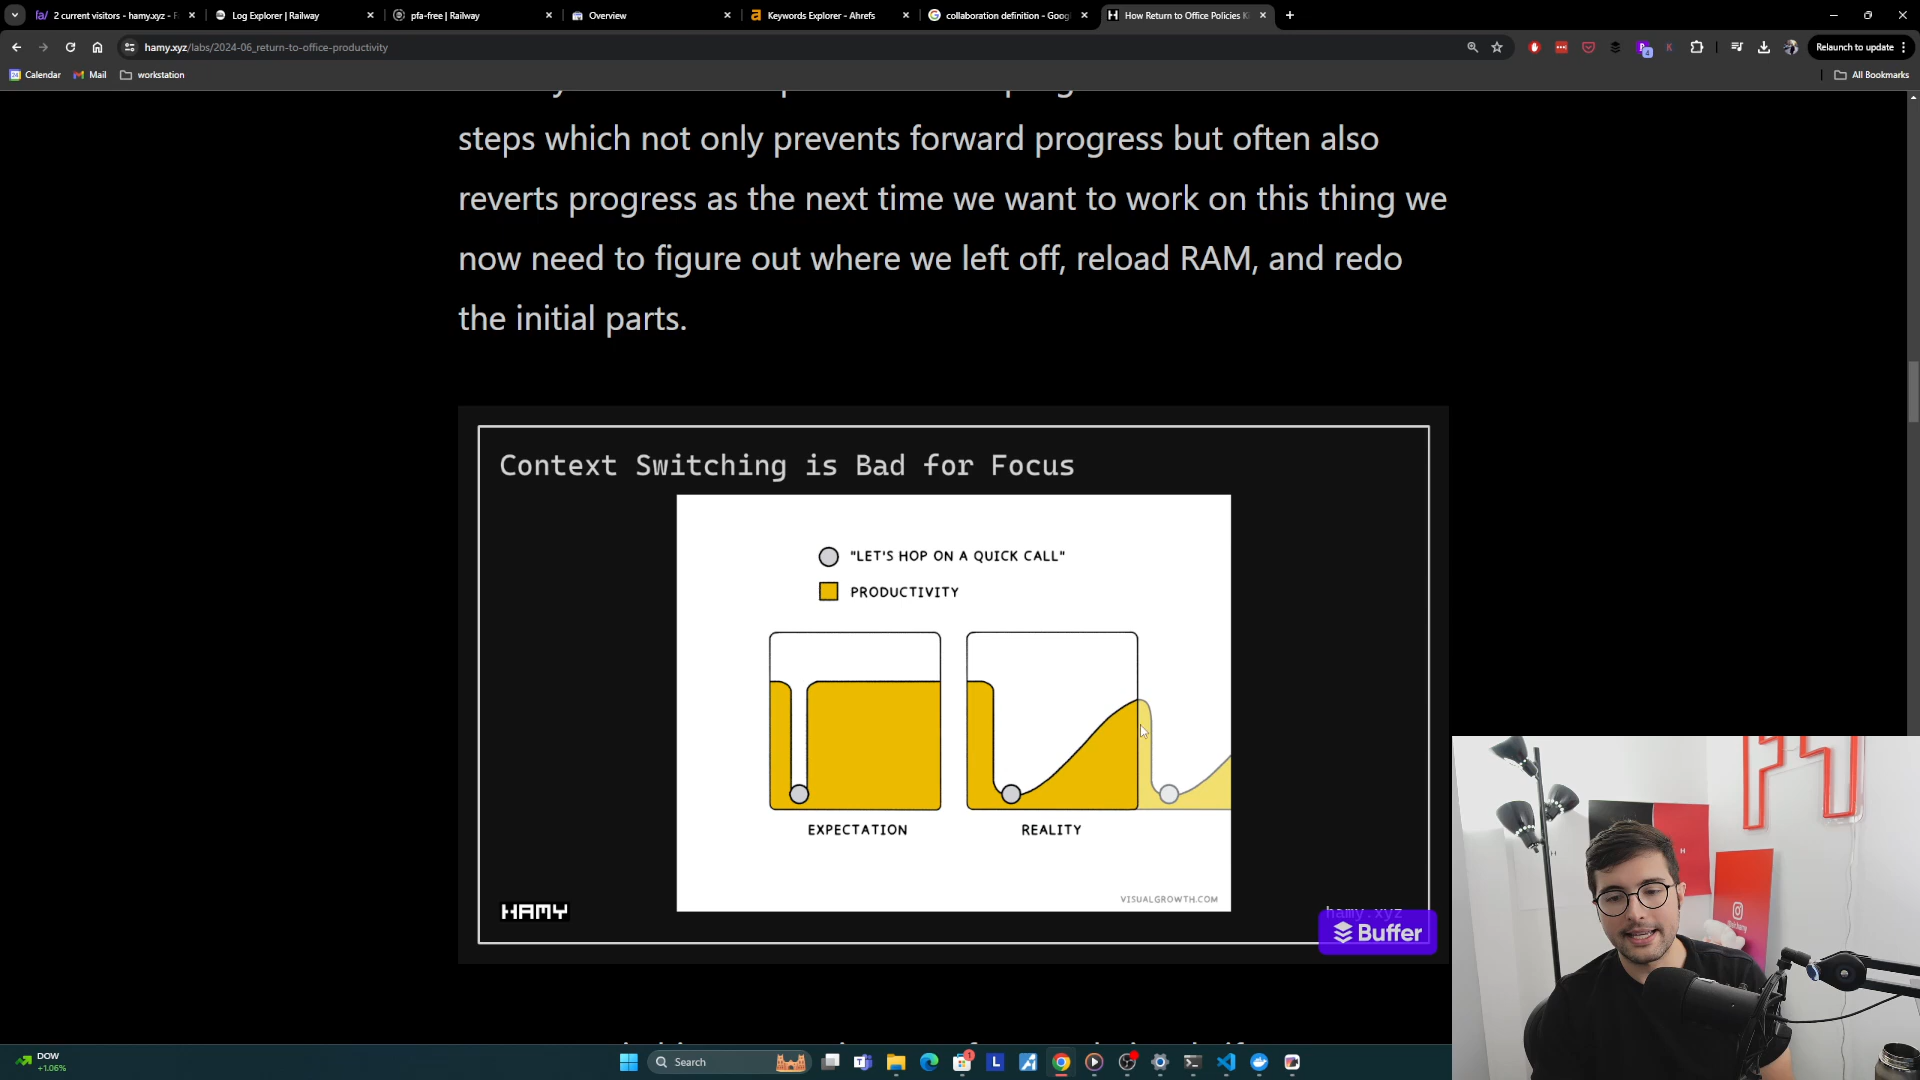 2 current visitors - hamy.xyz - F
Log Explorer | Railway
pfa-free | Railway
Overview
Keywords Explorer - Ahrefs
collaboration definition - Goog
How Return to Office Policies Ki
hamy.xyz/labs/2024-06_return-to-office-productivity
Relaunch to update
Calendar
Mail
workstation
All Bookmarks
steps which not only prevents forward progress but often also
reverts progress as the next time we want to work on this thing we
now need to figure out where we left off, reload RAM, and redo
the initial parts.
Context Switching is Bad for Focus
"LET'S HOP ON A QUICK CALL"
PRODUCTIVITY
EXPECTATION
REALITY
VISUALGROWTH.COM
HAMY
hamy.xyz
Buffer
DOW
+1.06%
Search